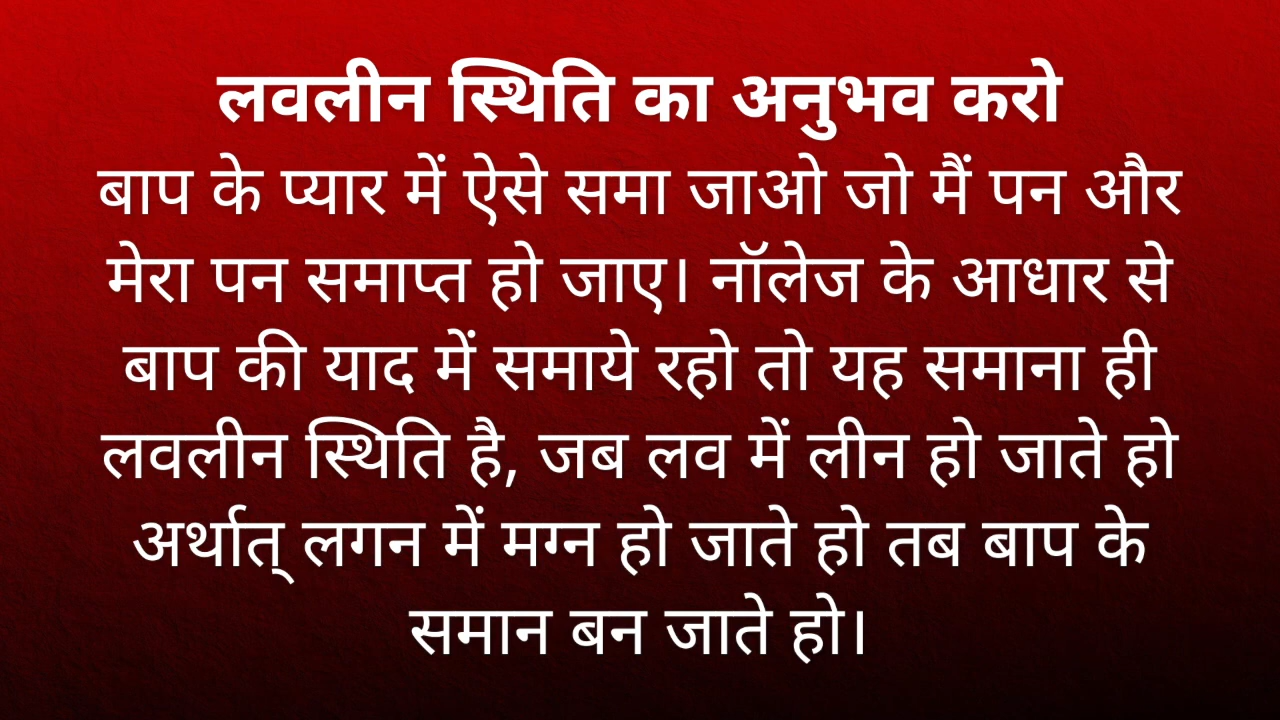 लवलीन स्थिति का अनुभव करो
बाप के प्यार में ऐसे समा जाओ जो मैं पन और
मेरा पन समाप्त हो जाए। नॉलेज के आधार से
बाप की याद में समाये रहो तो यह समाना ही
लवलीन स्थिति है, जब लव में लीन हो जाते हो
अर्थात् लगन में मग्न हो जाते हो तब बाप के
समान बन जाते हो।